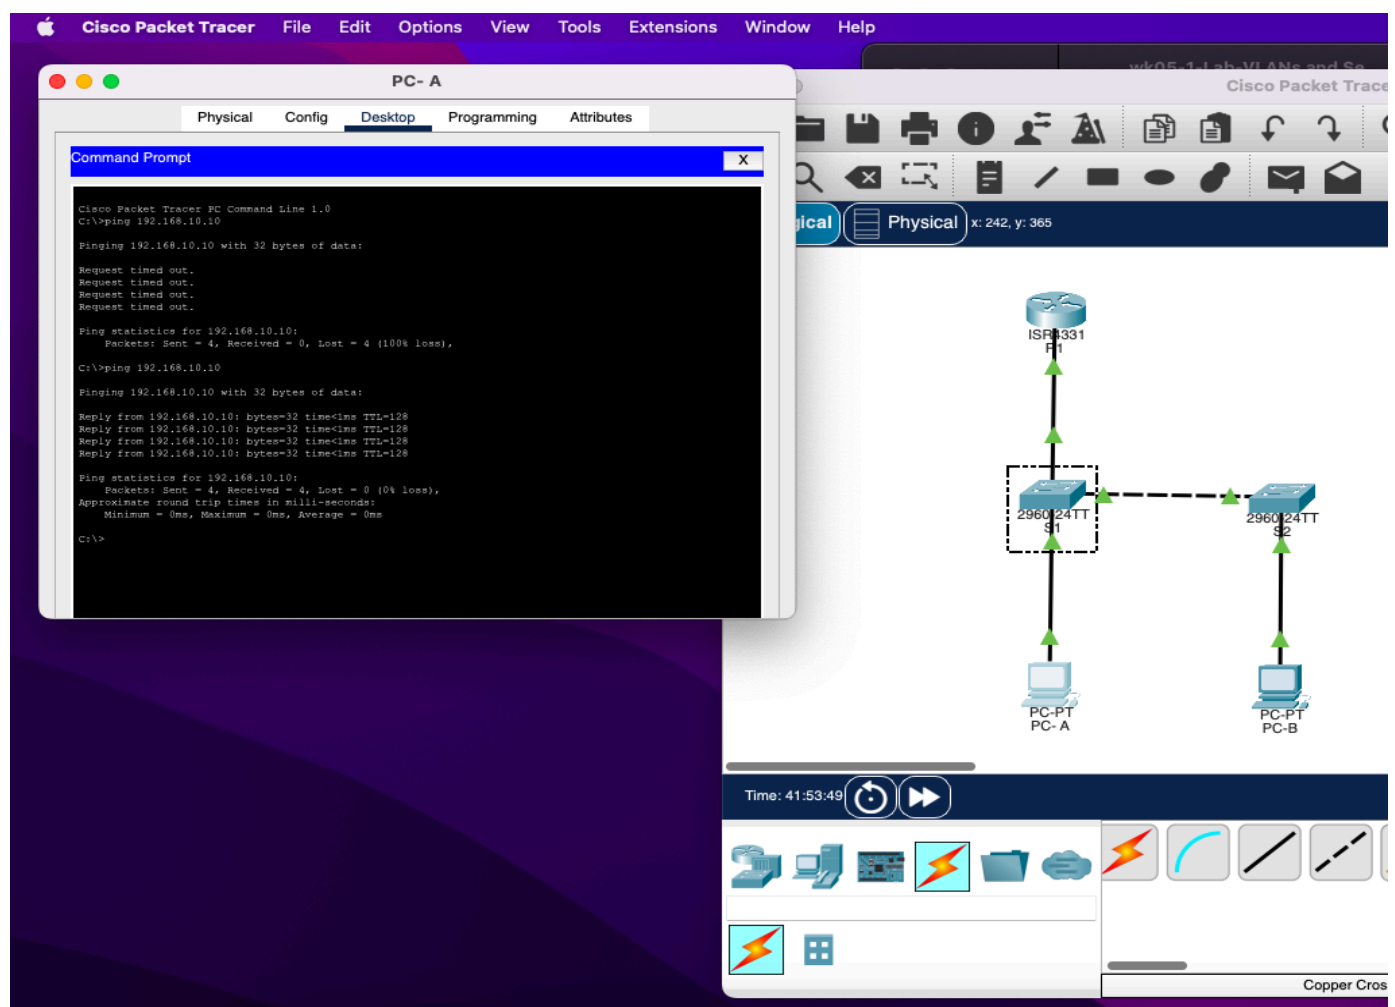 Cisco Packet Tracer File Edit Options View Tools Extensions Window Help
wk05-1-Lab-VLANs and Se
Cisco Packet Trace
PC- A
Physical Config Desktop Programming Attributes
Command Prompt
X
Cisco Packet Tracer PC Command Line 1.0
C:\>ping 192.168.10.10
Pinging 192.168.10.10 with 32 bytes of data:
Request timed out.
Request timed out.
Request timed out.
Request timed out.
Ping statistics for 192.168.10.10:
Packets: Sent = 4, Received = 0, Lost = 4 (100% loss),
C:\>ping 192.168.10.10
Pinging 192.168.10.10 with 32 bytes of data:
Reply from 192.168.10.10: bytes=32 time<1ms TTL=128
Reply from 192.168.10.10: bytes=32 time<1ms TTL=128
Reply from 192.168.10.10: bytes=32 time<1ms TTL=128
Reply from 192.168.10.10: bytes=32 time<1ms TTL=128
Ping statistics for 192.168.10.10:
Packets: Sent = 4, Received = 4, Lost = 0 (0% loss),
Approximate round trip times in milli-seconds:
Minimum = 0ms, Maximum = 0ms, Average = 0ms
C:\>
gical
Physical x: 242, y: 365
ISR4331
R1
2960-24TT
S1
2960-24TT
S2
PC-PT
PC- A
PC-PT
PC-B
Time: 41:53:49
Copper Cros